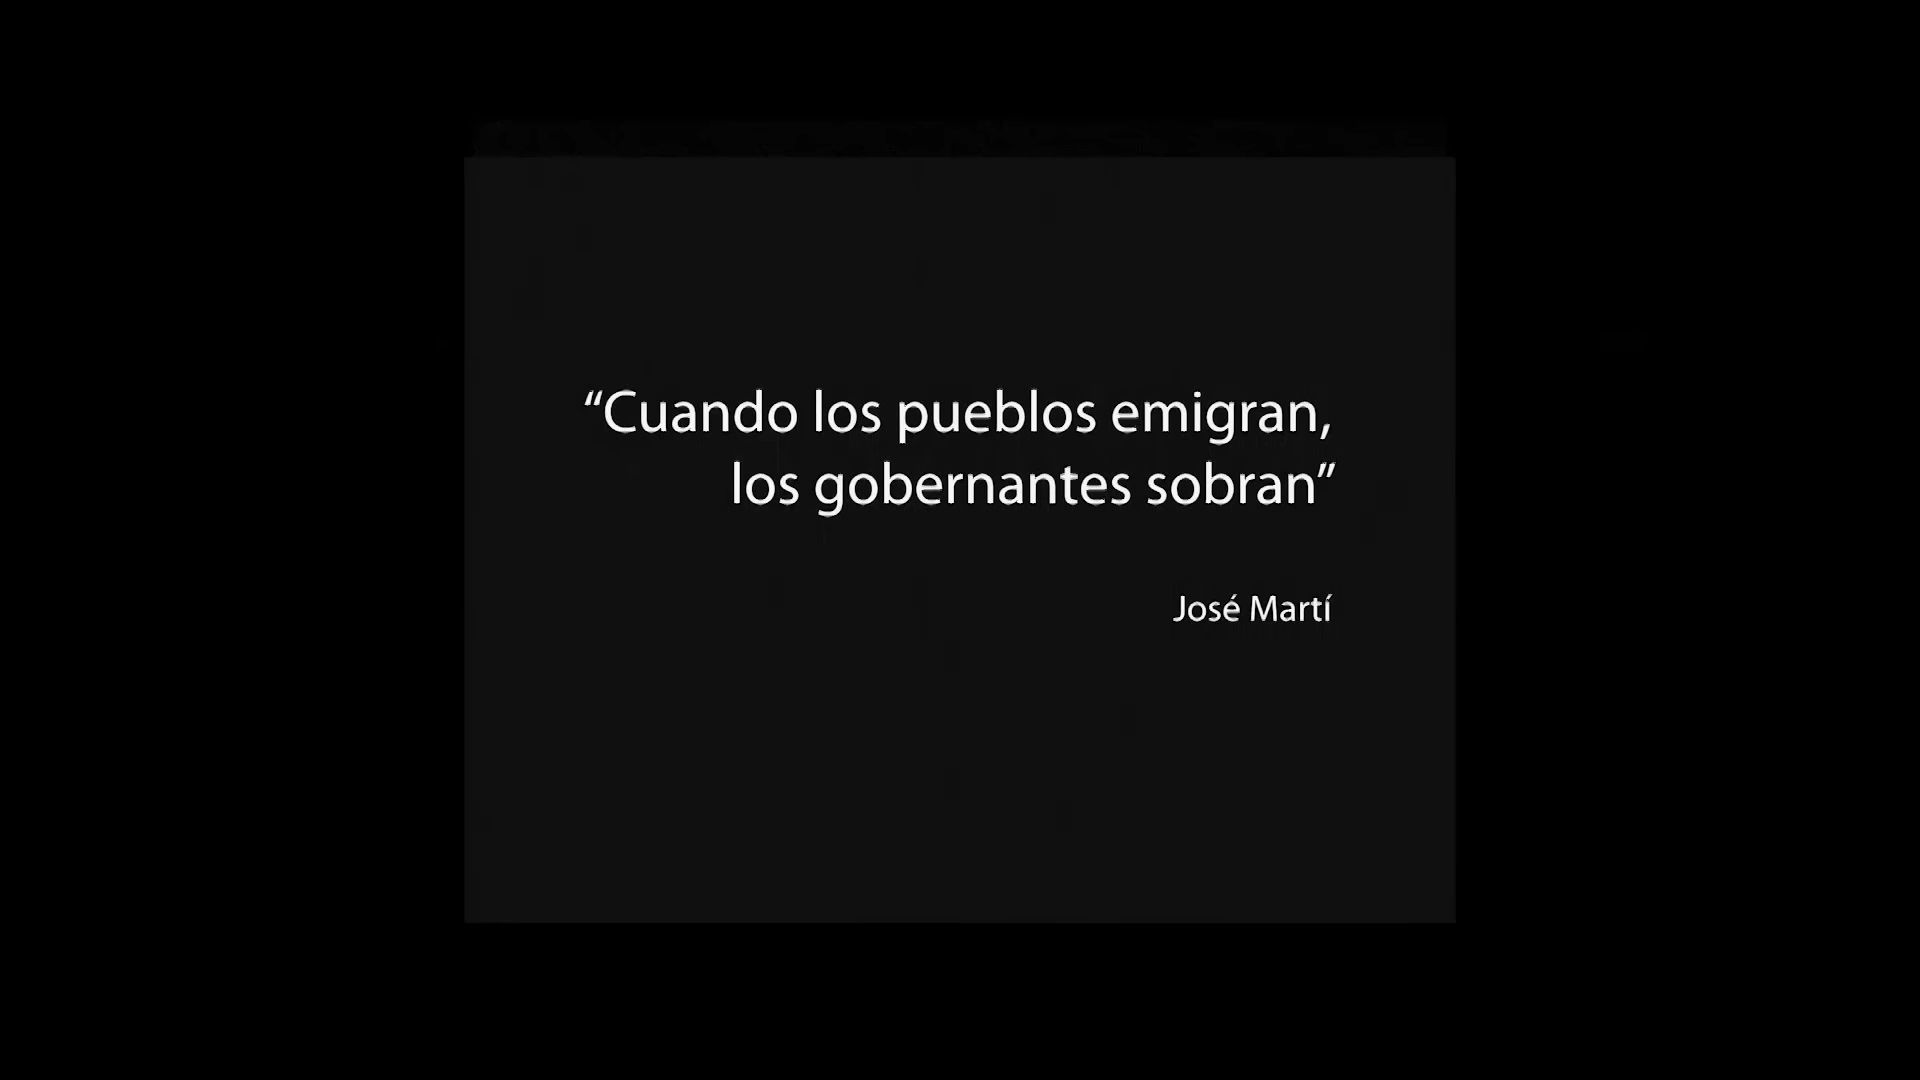 “Cuando los pueblos emigran,
los gobernantes sobran”
José Martí